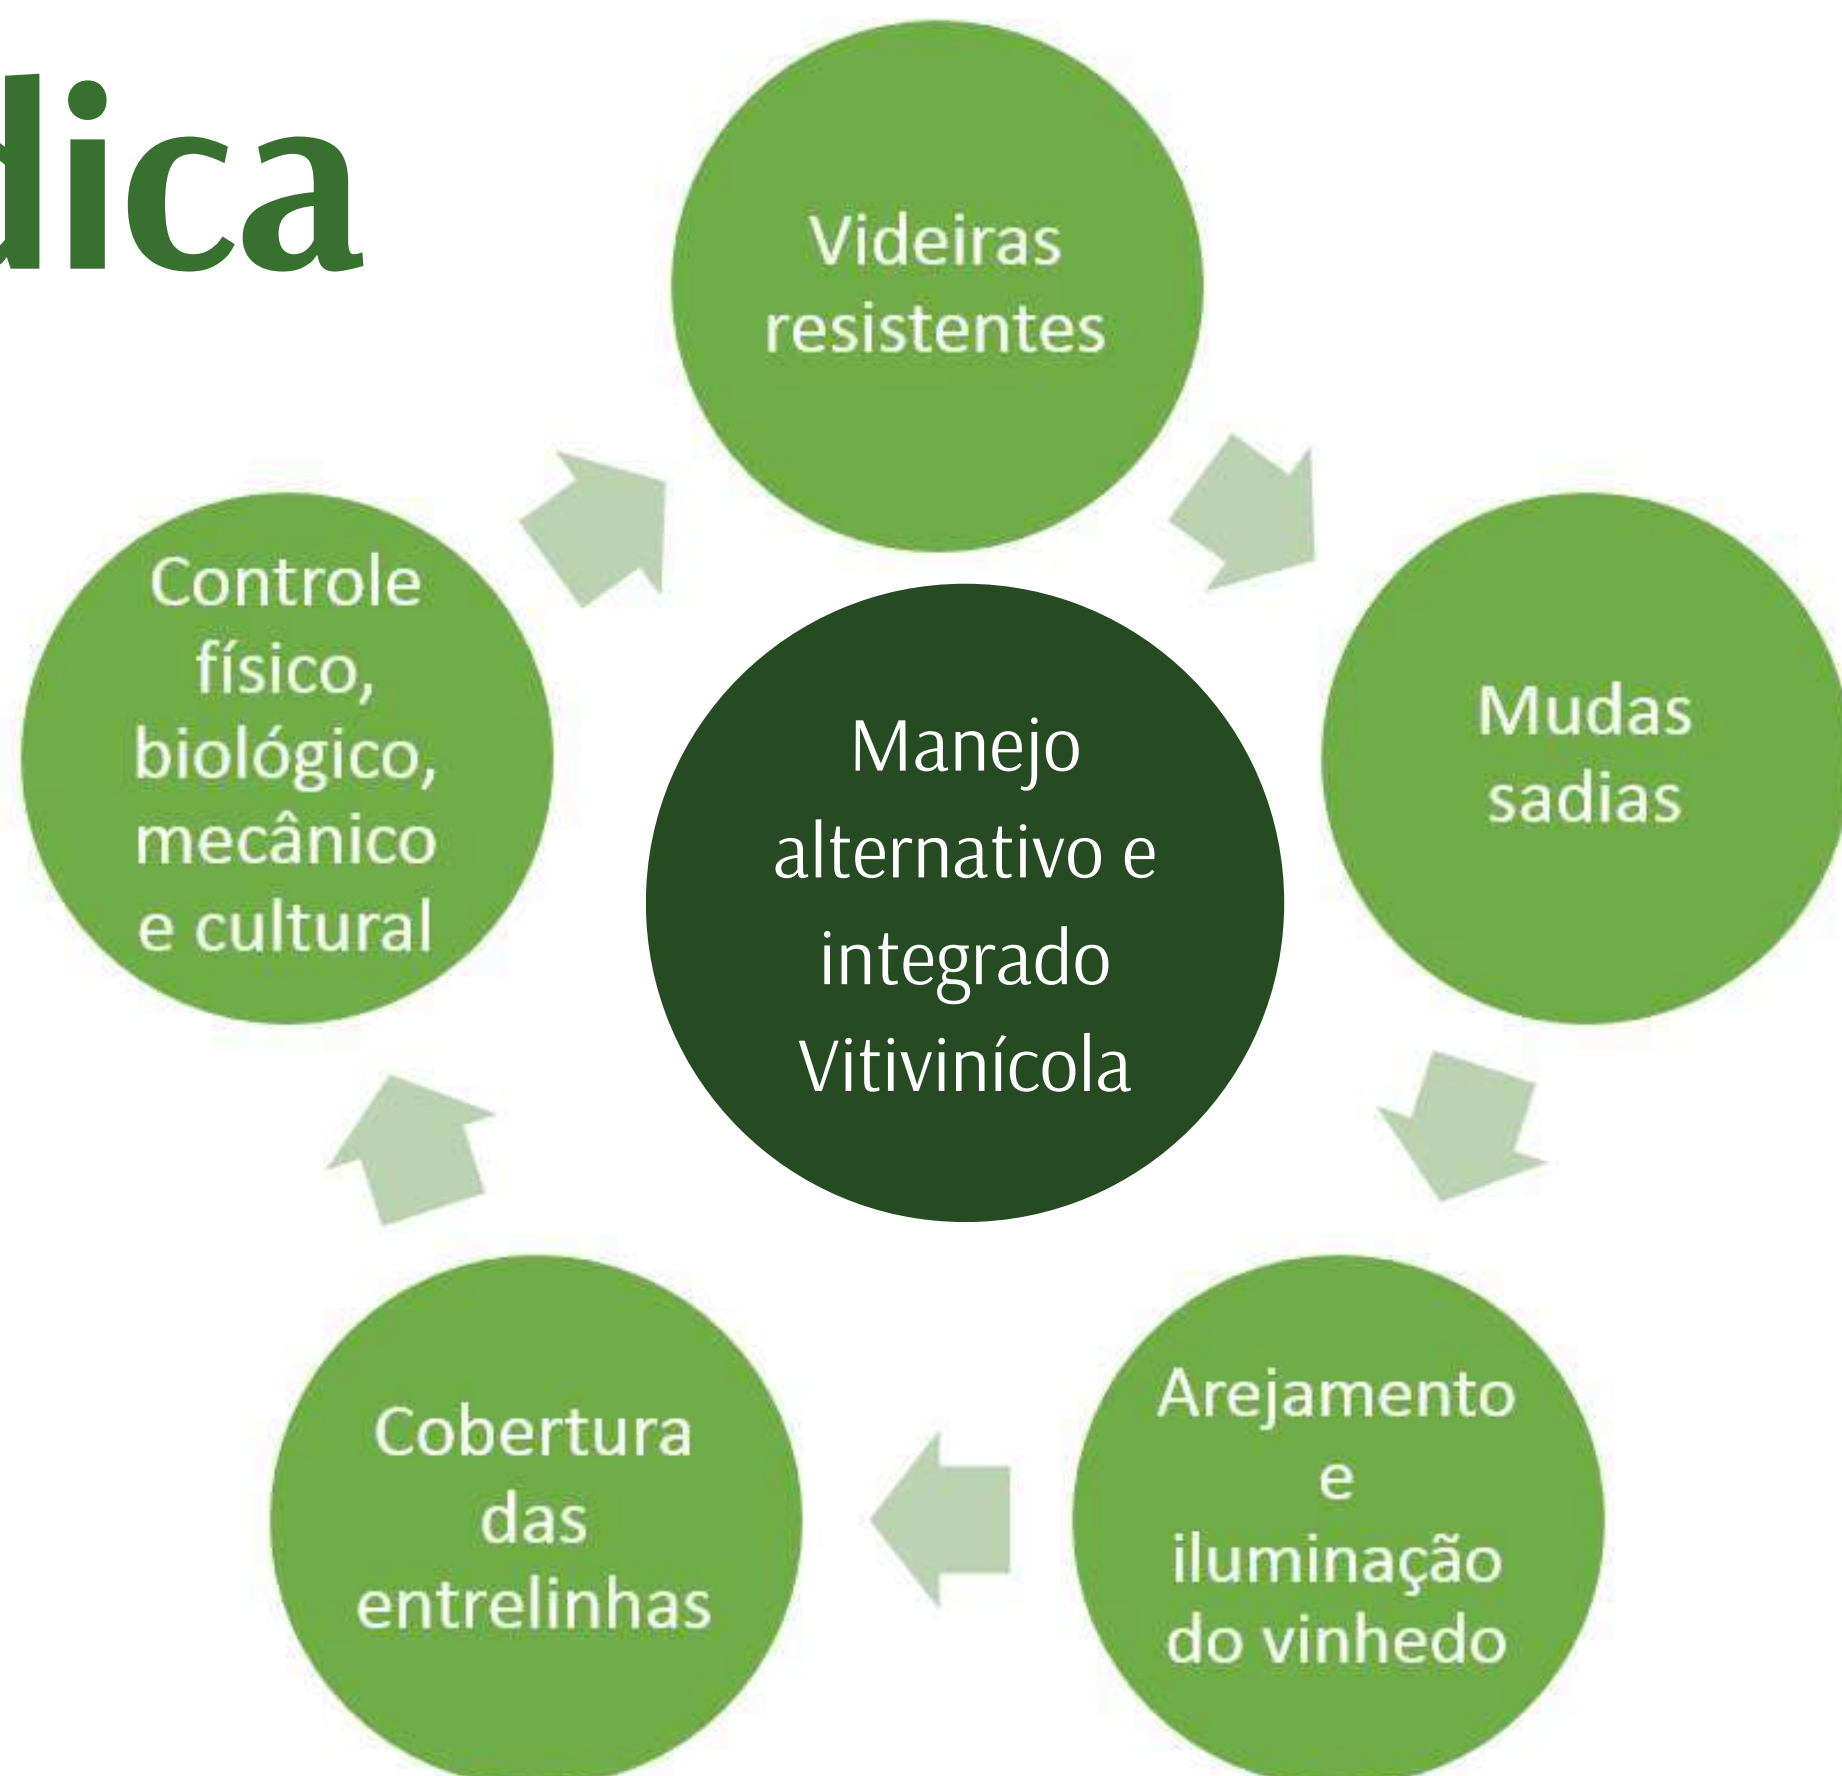 dica
Videiras
resistentes
Mudas
sadias
Arejamento
e
iluminação
do vinhedo
Cobertura
das
entrelinhas
Controle
físico,
biológico,
mecânico
e cultural
Manejo
alternativo e
integrado
Vitivinícola